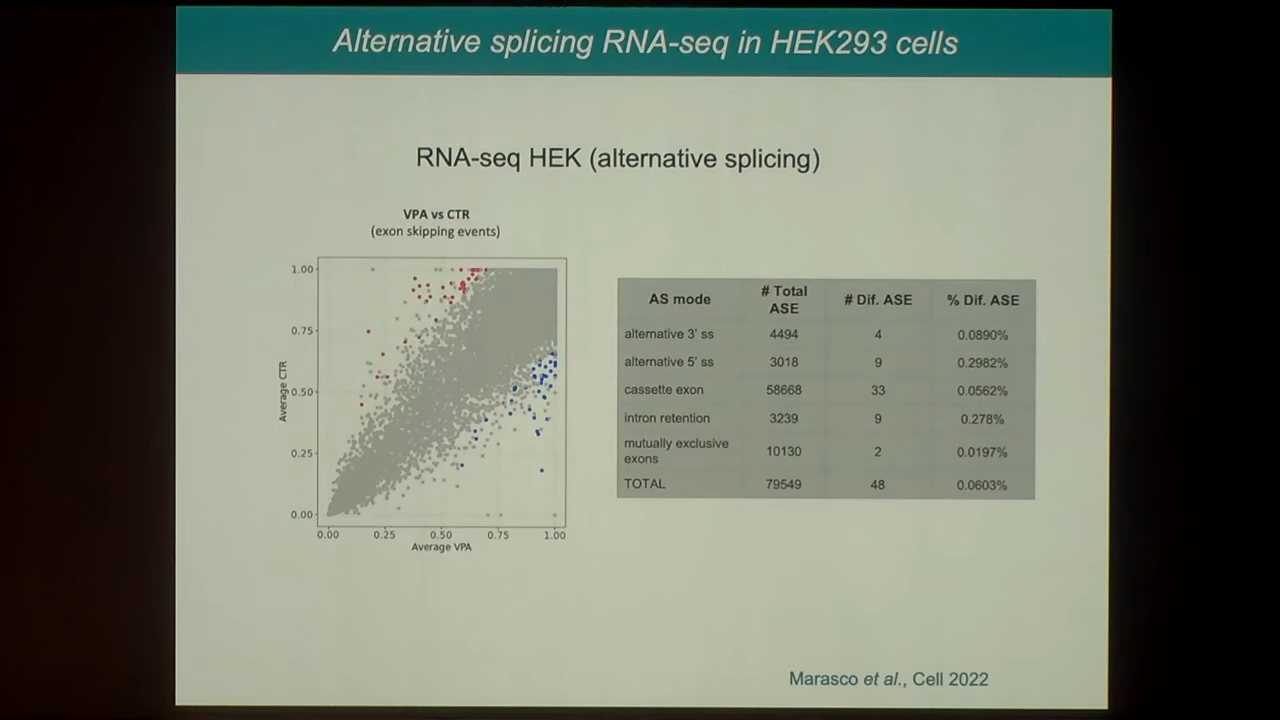 Alternative splicing RNA-seq in HEK293 cells
RNA-seq HEK (alternative splicing)
VPA vs CTR
(exon skipping events)
1.00
0.75
0.50
0.25
0.00
Average CTR
0.00 0.25 0.50 0.75 1.00
Average VPA
AS mode # Total ASE # Dif. ASE % Dif. ASE
alternative 3' ss 4494 4 0.0890%
alternative 5' ss 3018 9 0.2982%
cassette exon 58668 33 0.0562%
intron retention 3239 9 0.278%
mutually exclusive exons 10130 2 0.0197%
TOTAL 79549 48 0.0603%
Marasco et al., Cell 2022